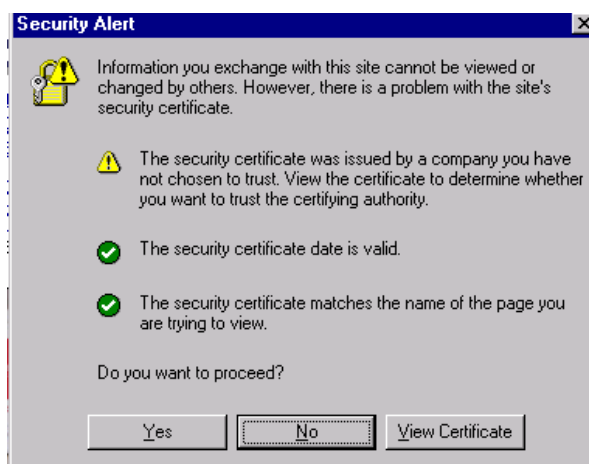 Security Alert
Information you exchange with this site cannot be viewed or
changed by others. However, there is a problem with the site's
security certificate.
The security certificate was issued by a company you have
not chosen to trust. View the certificate to determine whether
you want to trust the certifying authority.
The security certificate date is valid.
The security certificate matches the name of the page you
are trying to view.
Do you want to proceed?
Yes
No
View Certificate